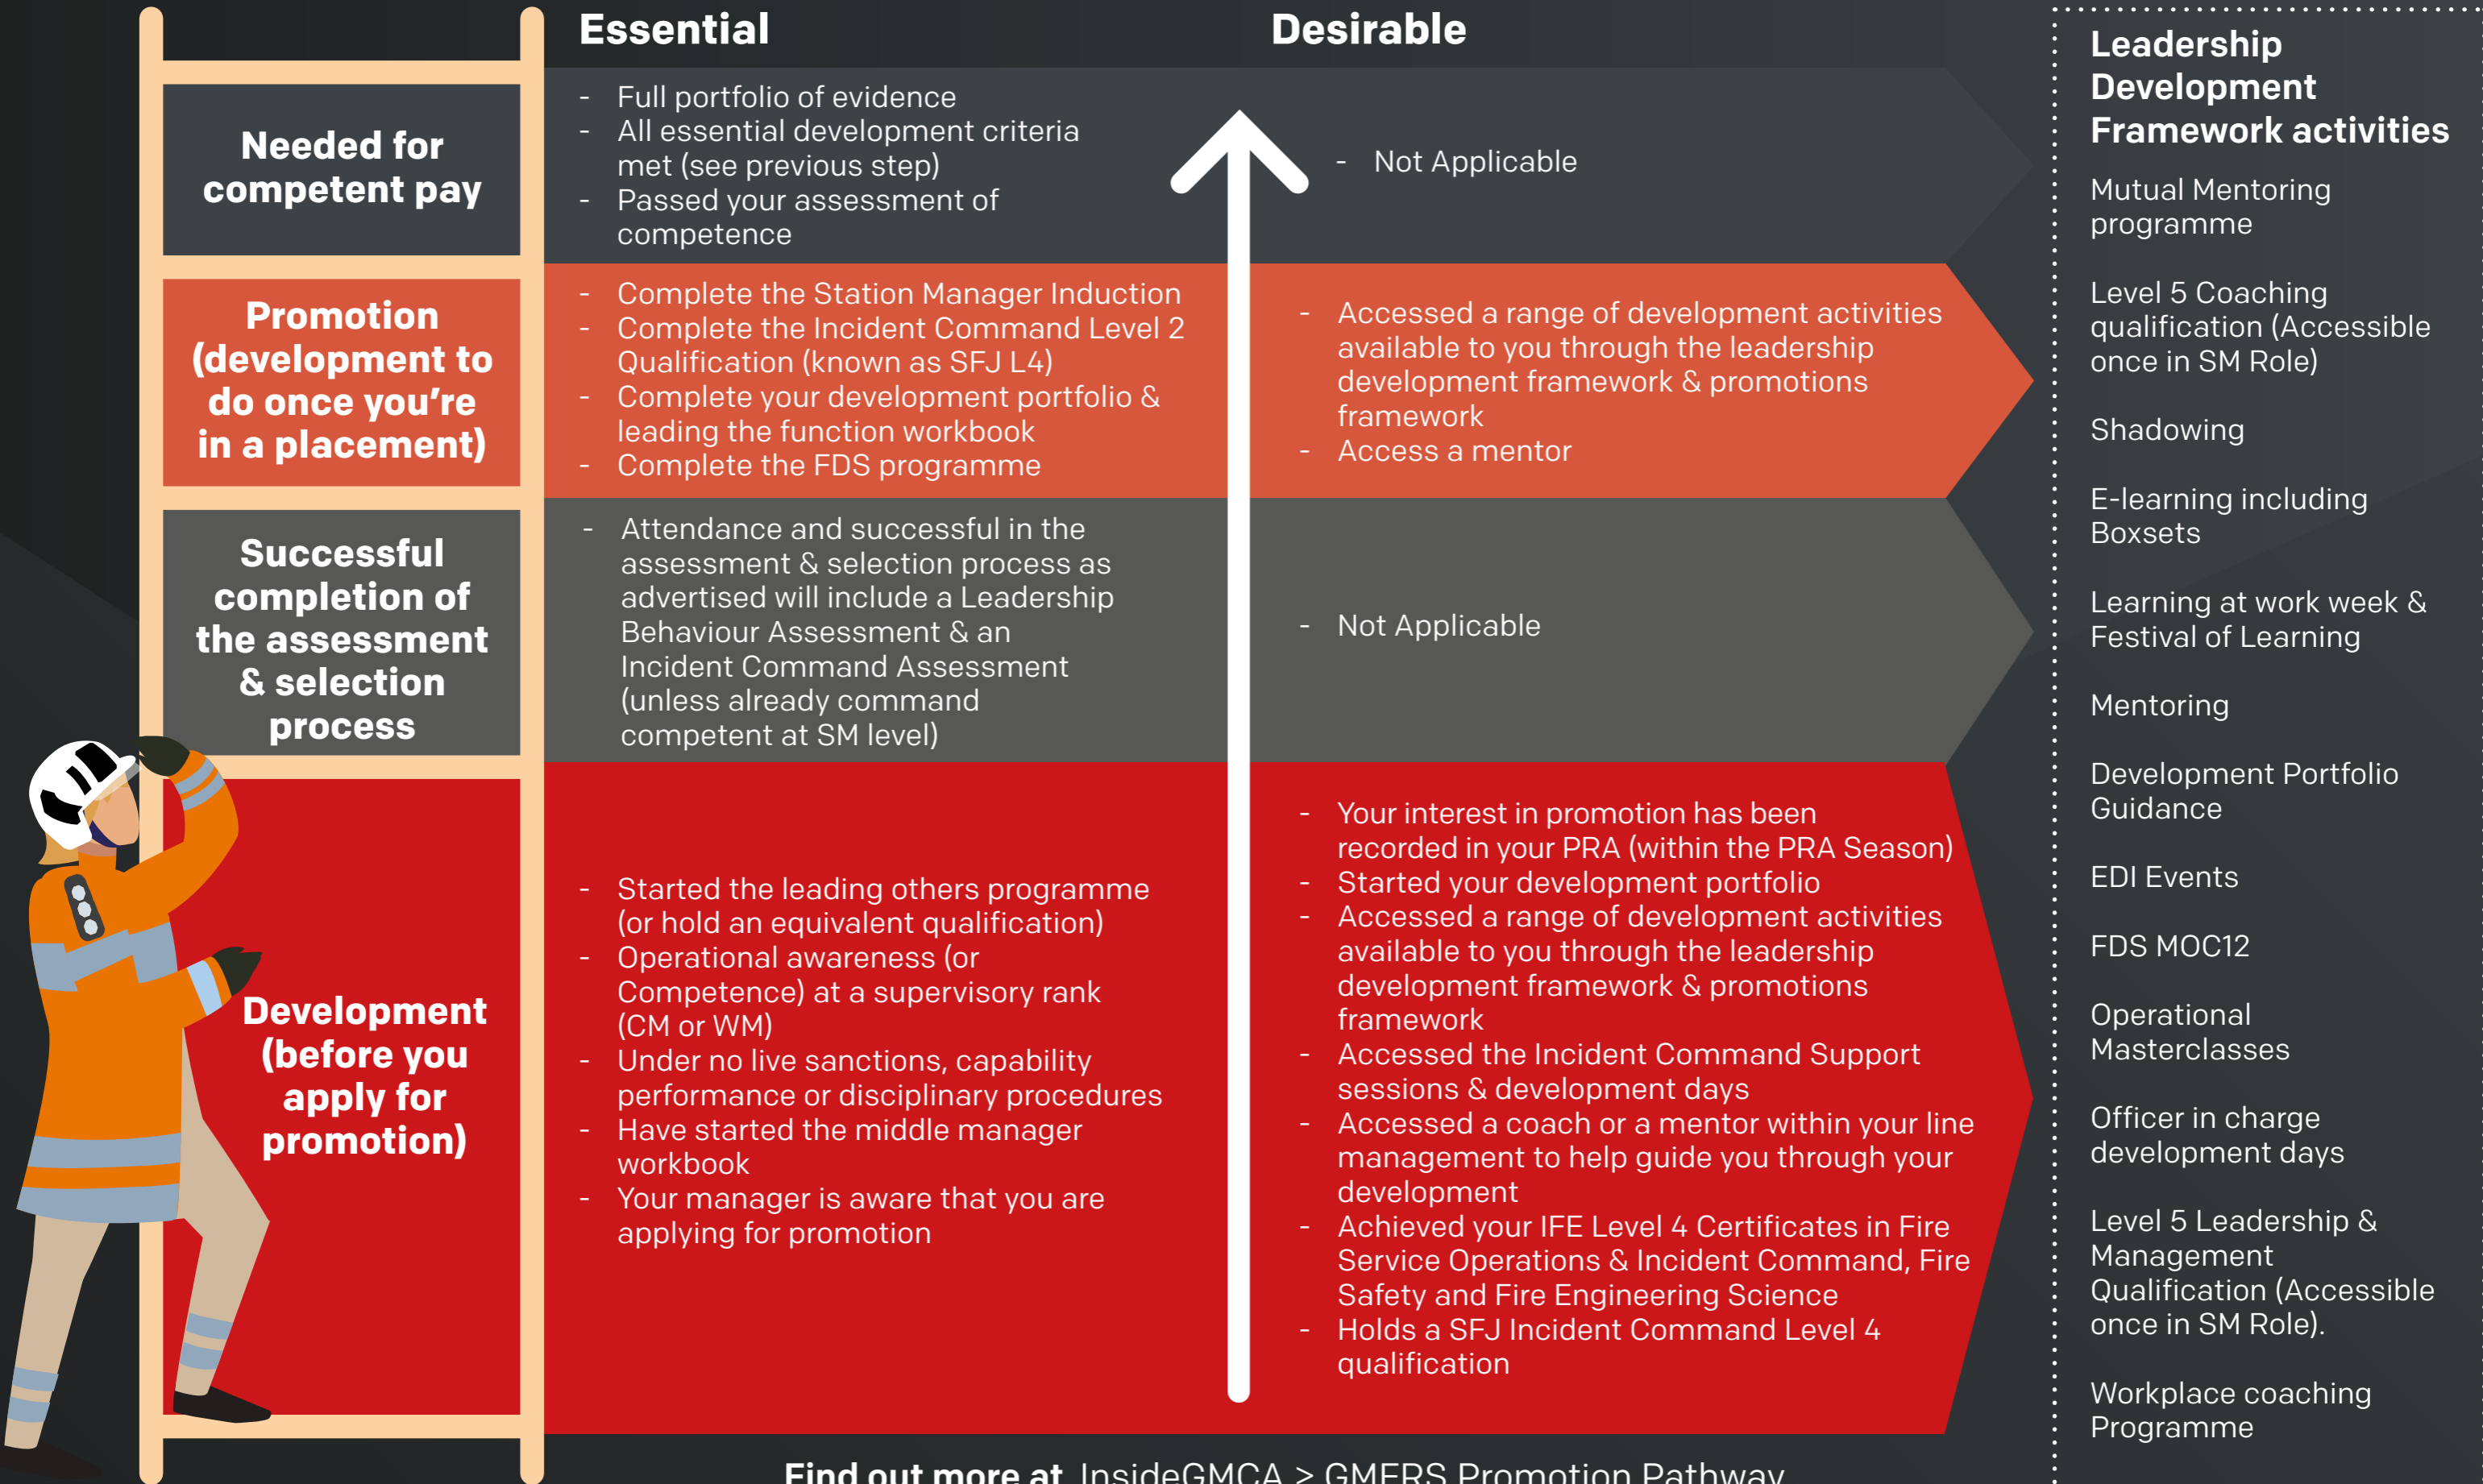 Essential
Desirable
Needed for
competent pay
- Full portfolio of evidence
- All essential development criteria
met (see previous step)
- Passed your assessment of
competence
- Not Applicable
Promotion
(development to
do once you're
in a placement)
- Complete the Station Manager Induction
- Complete the Incident Command Level 2
Qualification (known as SFJ L4)
- Complete your development portfolio &
leading the function workbook
- Complete the FDS programme
- Accessed a range of development activities
available to you through the leadership
development framework & promotions
framework
- Access a mentor
Successful
completion of
the assessment
& selection
process
- Attendance and successful in the
assessment & selection process as
advertised will include a Leadership
Behaviour Assessment & an
Incident Command Assessment
(unless already command
competent at SM level)
- Not Applicable
Development
(before you
apply for
promotion)
- Started the leading others programme
(or hold an equivalent qualification)
- Operational awareness (or
Competence) at a supervisory rank
(CM or WM)
- Under no live sanctions, capability
performance or disciplinary procedures
- Have started the middle manager
workbook
- Your manager is aware that you are
applying for promotion
- Your interest in promotion has been
recorded in your PRA (within the PRA Season)
- Started your development portfolio
- Accessed a range of development activities
available to you through the leadership
development framework & promotions
framework
- Accessed the Incident Command Support
sessions & development days
- Accessed a coach or a mentor within your line
management to help guide you through your
development
- Achieved your IFE Level 4 Certificates in Fire
Service Operations & Incident Command, Fire
Safety and Fire Engineering Science
- Holds a SFJ Incident Command Level 4
qualification
Leadership
Development
Framework activities
Mutual Mentoring
programme
Level 5 Coaching
qualification (Accessible
once in SM Role)
Shadowing
E-learning including
Boxsets
Learning at work week &
Festival of Learning
Mentoring
Development Portfolio
Guidance
EDI Events
FDS MOC12
Operational
Masterclasses
Officer in charge
development days
Level 5 Leadership &
Management
Qualification (Accessible
once in SM Role).
Workplace coaching
Programme
Find out more at InsideGMCA > GMFRS Promotion Pathway